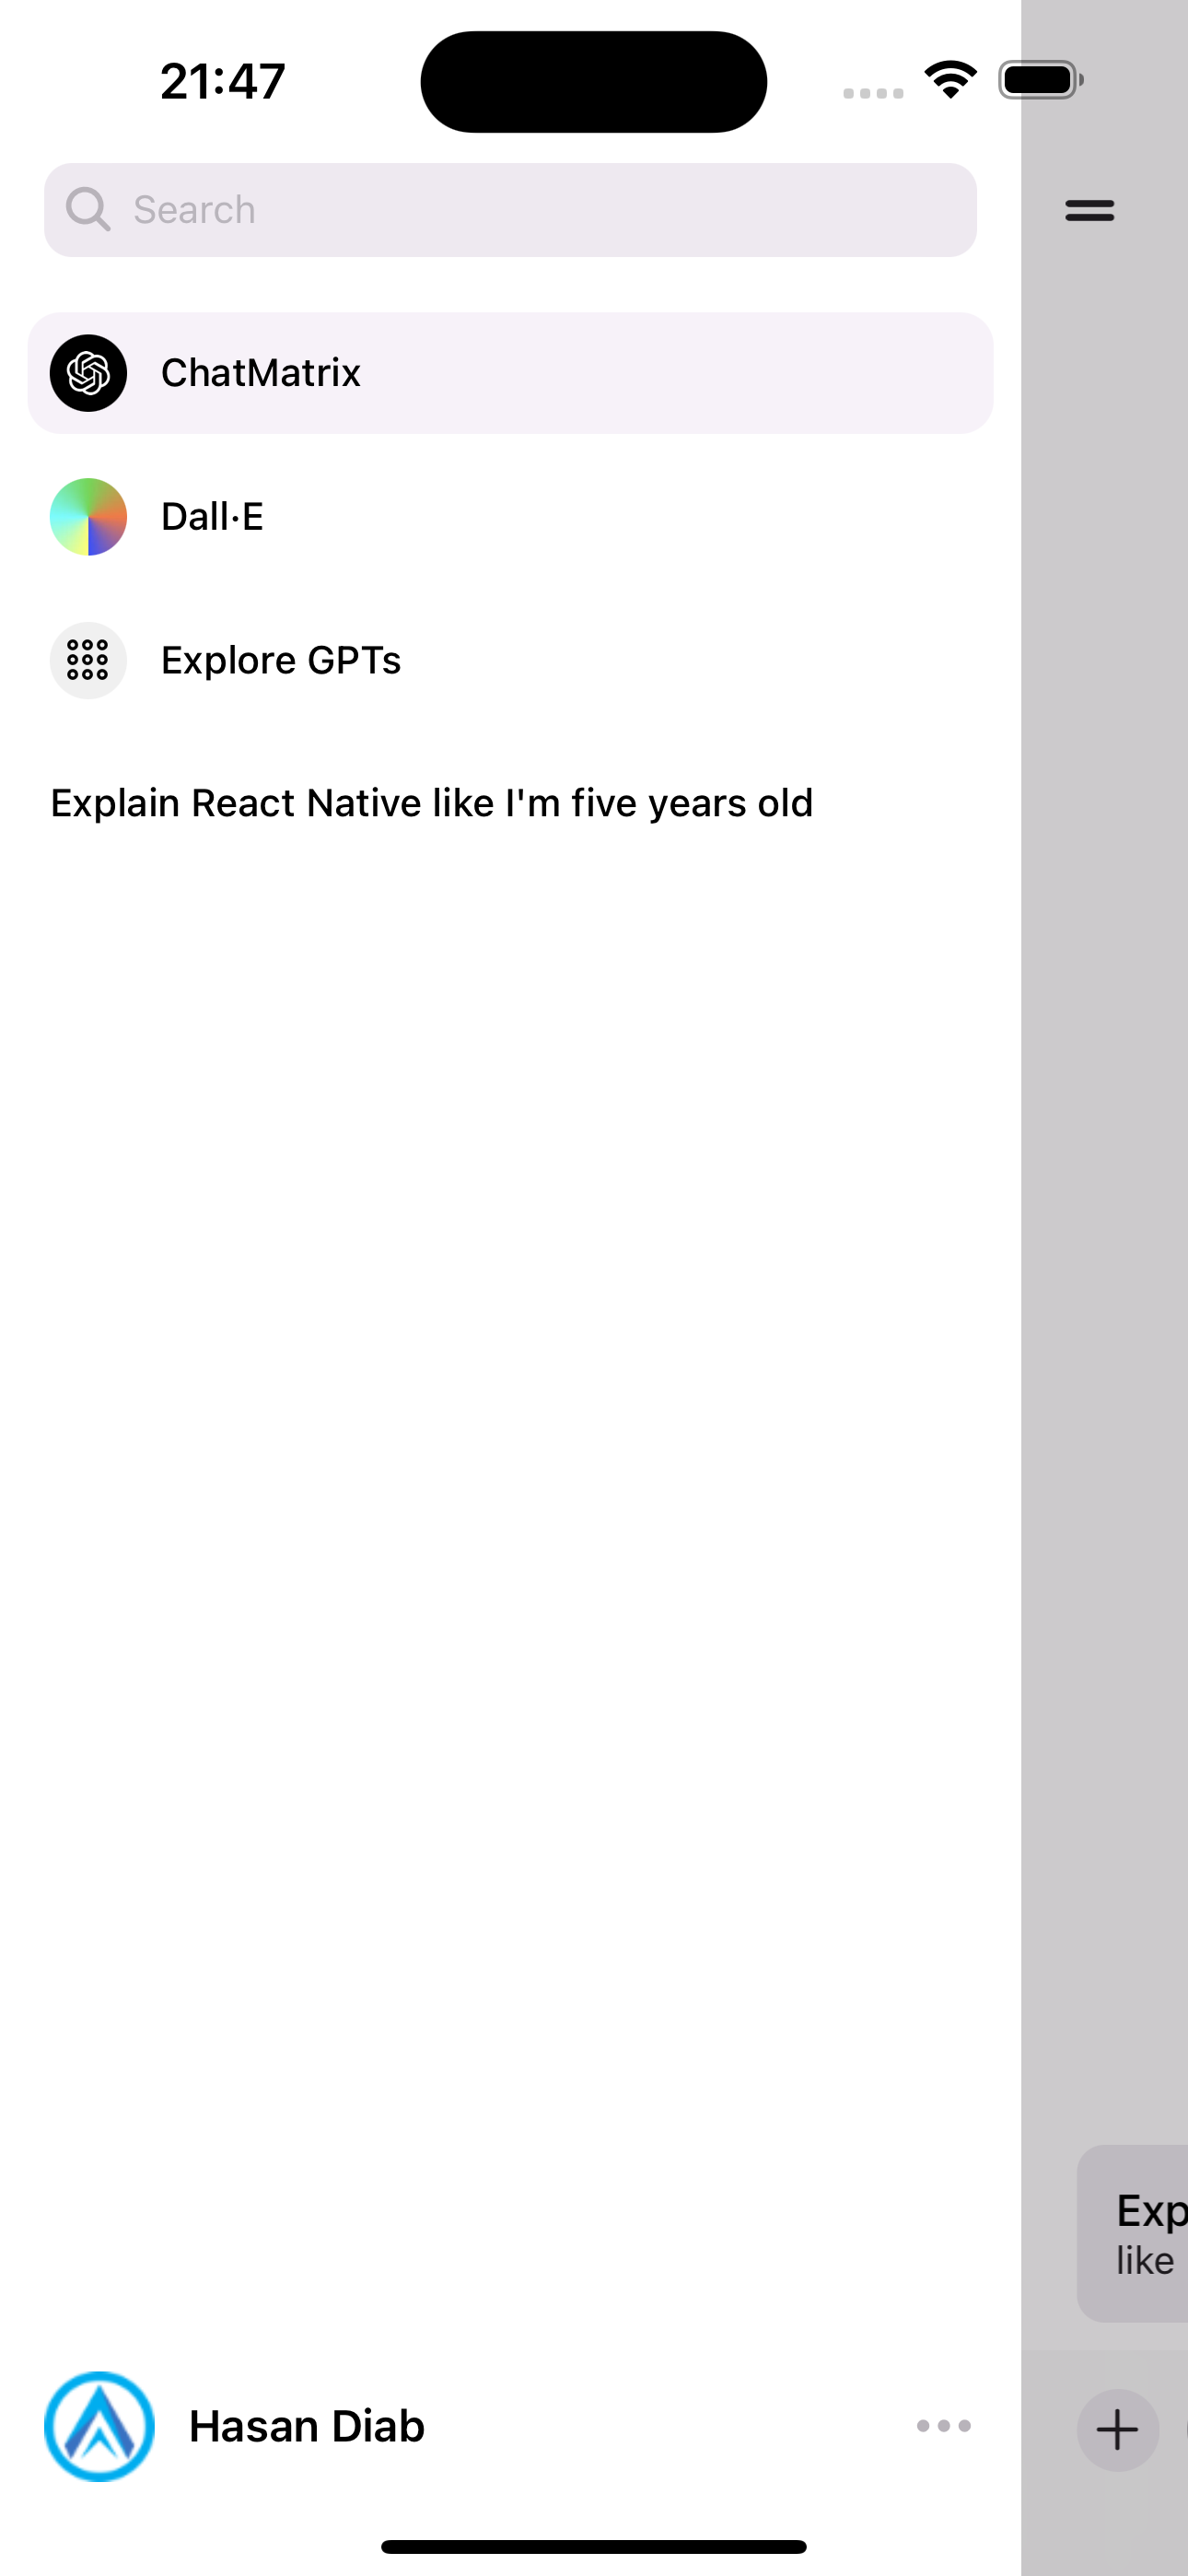 21:47
Search
ChatMatrix
Dall·E
Explore GPTs
Explain React Native like I'm five years old
Exp
like
Hasan Diab